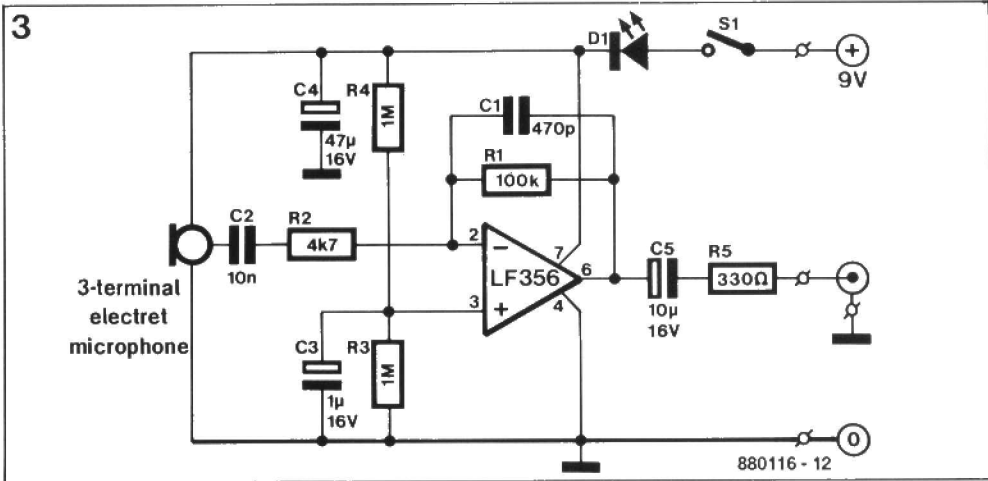 3
D1
S1
+
9V
C4
47µ
16V
R4
1M
C1
470p
R1
100k
C2
10n
R2
4k7
2
−
7
LF356
6
3
+
4
C5
10µ
16V
R5
330Ω
3-terminal
electret
microphone
C3
1µ
16V
R3
1M
0
880116 - 12